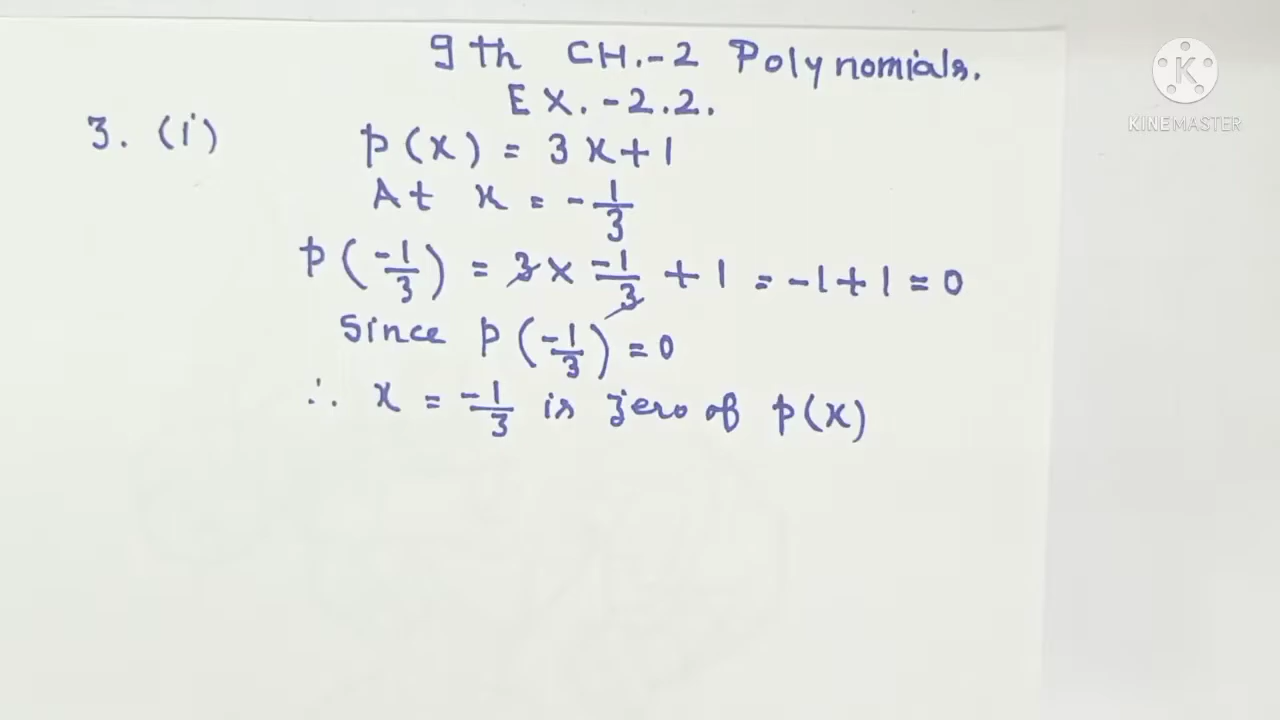 9th CH.-2 Polynomials.
EX.-2.2.
3. (i) p(x) = 3x+1
At x = -1/3
p(-1/3) = 3 x -1/3 + 1 = -1+1=0
Since p(-1/3) = 0
∴ x = -1/3 is zero of p(x)
K
KINEMASTER